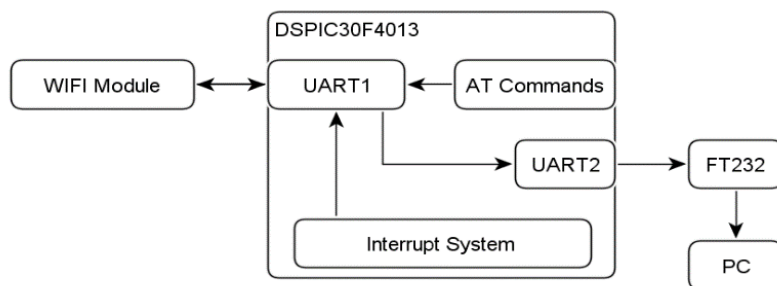 DSPIC30F4013
WIFI Module
UART1
AT Commands
UART2
FT232
Interrupt System
PC